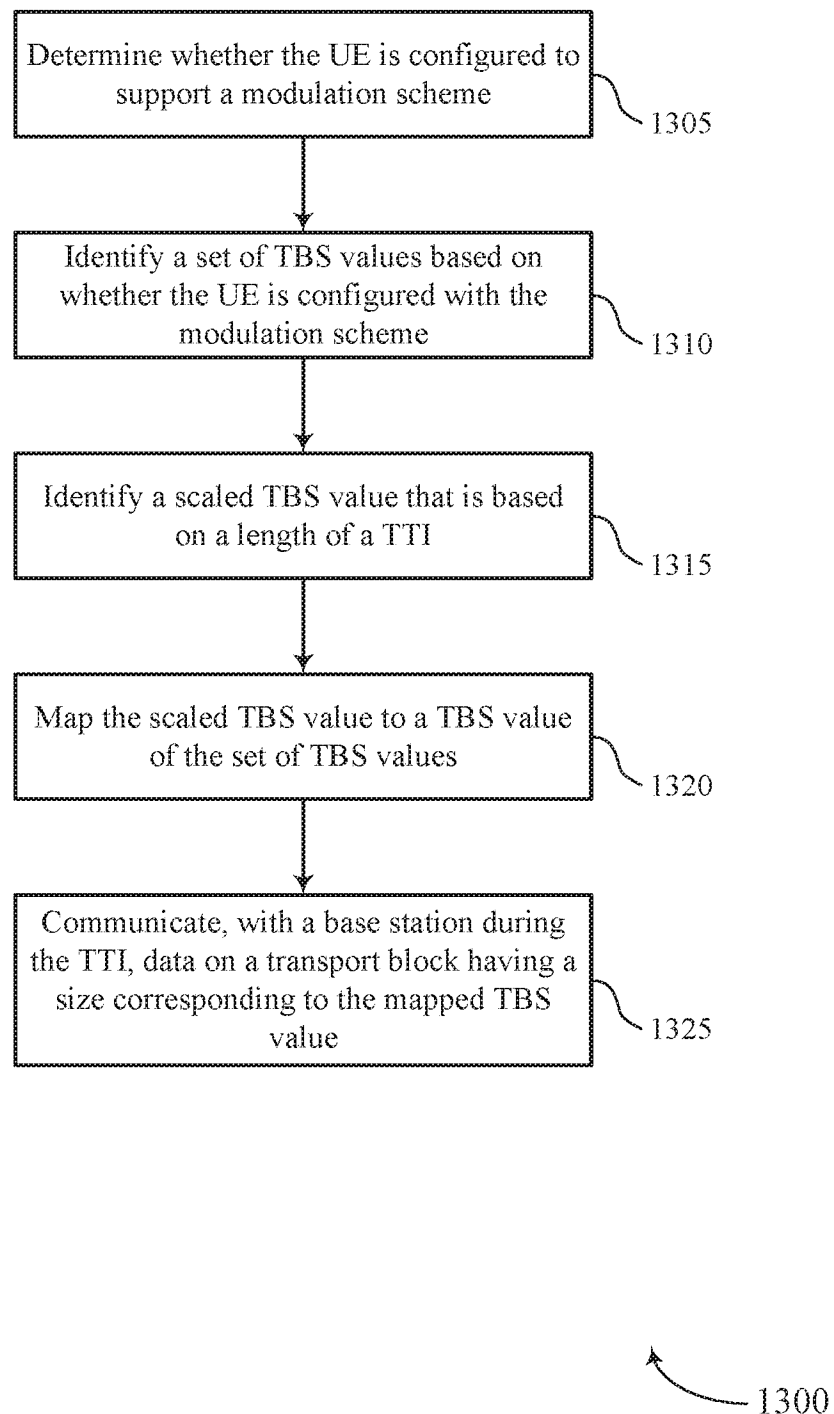 Determine whether the UE is configured to
support a modulation scheme
1305
Identify a set of TBS values based on
whether the UE is configured with the
modulation scheme
1310
Identify a scaled TBS value that is based
on a length of a TTI
1315
Map the scaled TBS value to a TBS value
of the set of TBS values
1320
Communicate, with a base station during
the TTI, data on a transport block having a
size corresponding to the mapped TBS
value
1325
1300